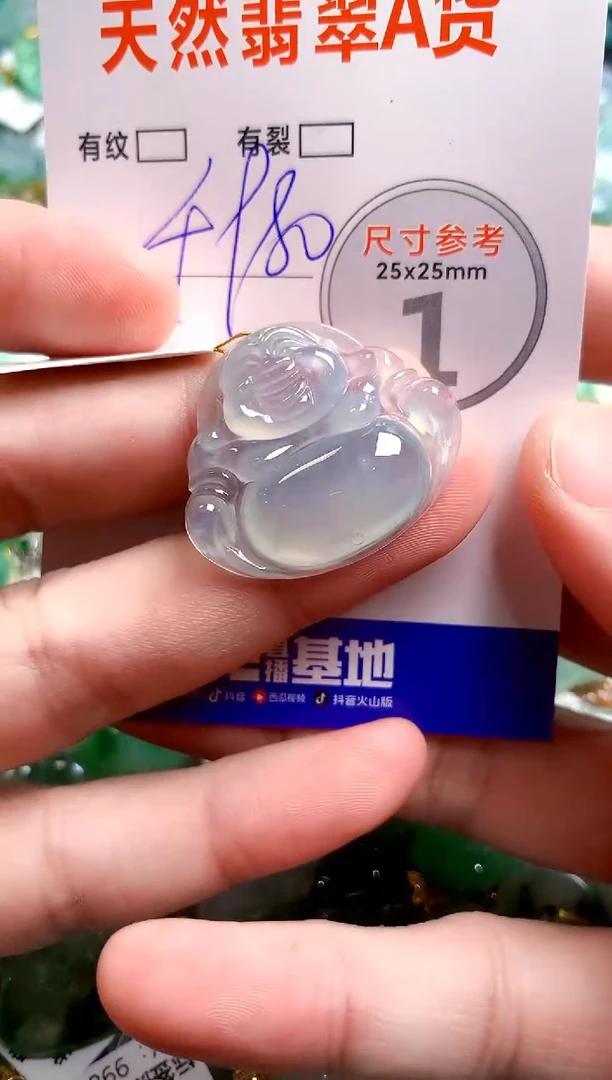 天然翡翠A货
有纹 有裂
尺寸参考
25x25mm
1
播基地
抖音 西瓜视频 抖音火山版